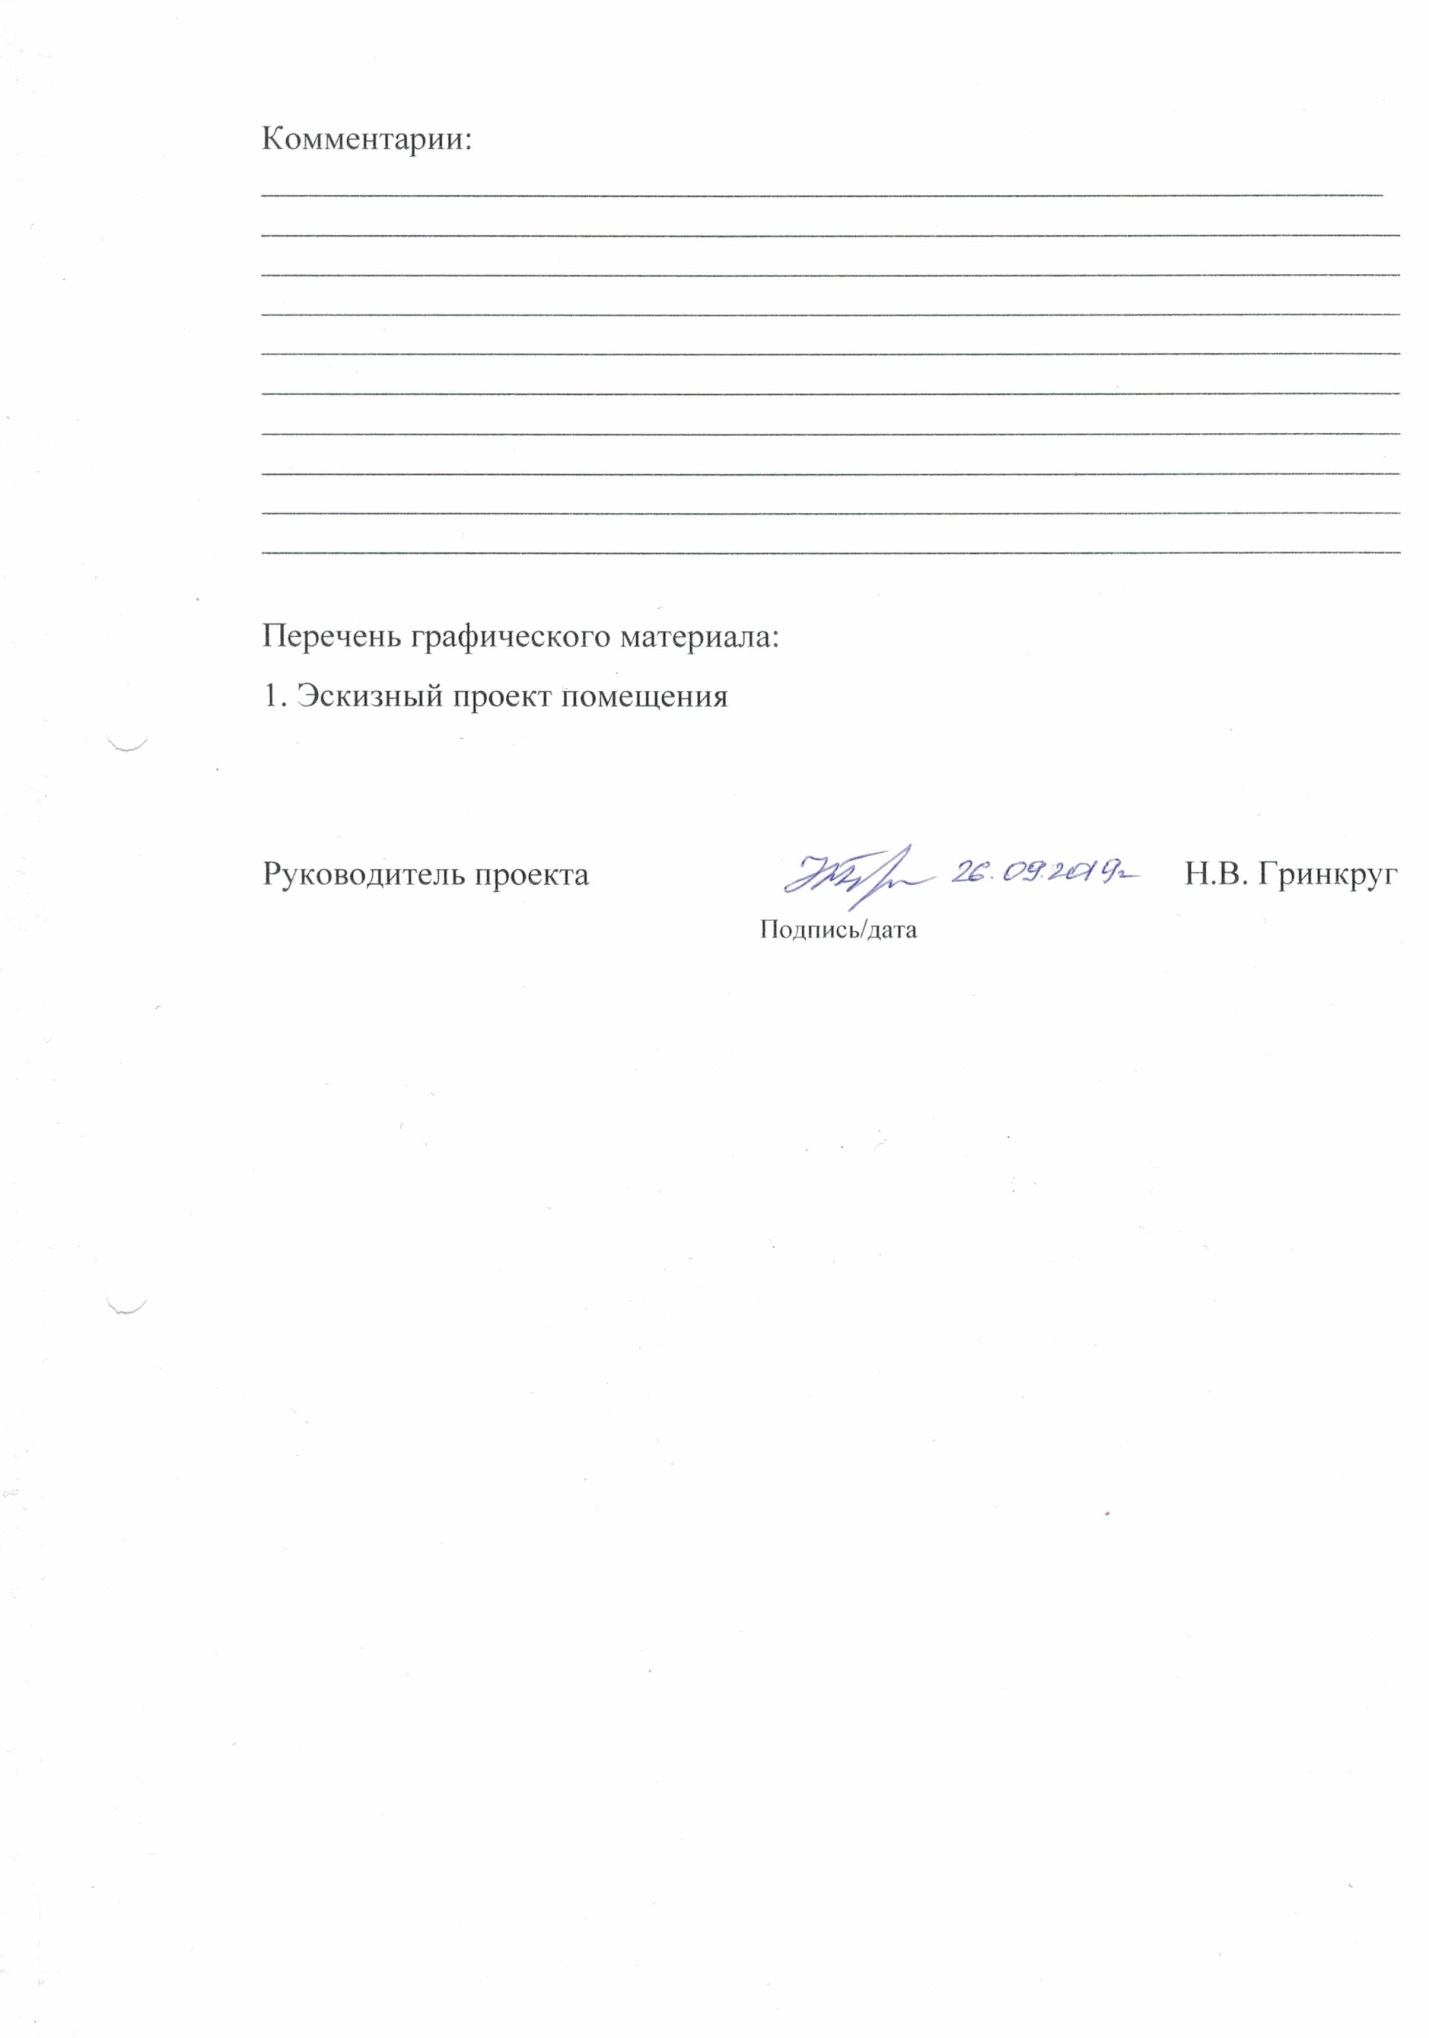 Комментарии:
Перечень графического материала:
1. Эскизный проект помещения
Руководитель проекта 26.09.2019г Н.В. Гринкруг
Подпись/дата